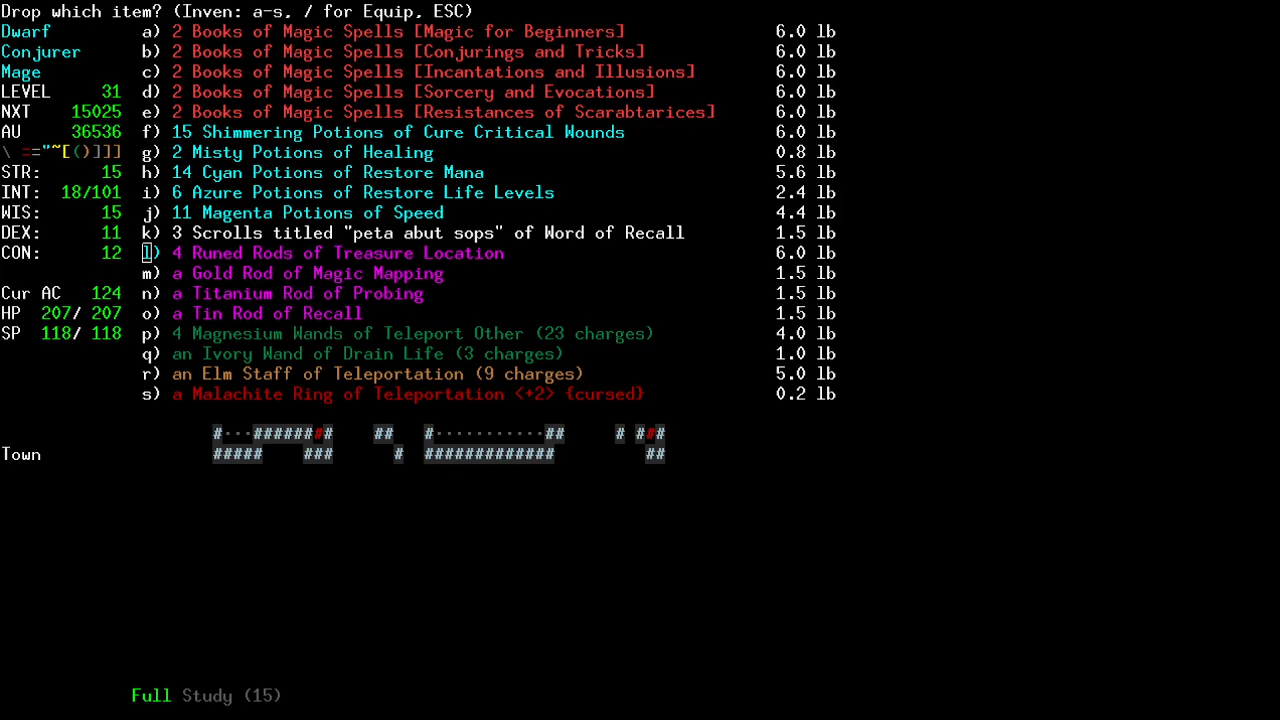 Drop which item? (Inven: a-s, / for Equip, ESC)
Dwarf a) 2 Books of Magic Spells [Magic for Beginners] 6.0 lb
Conjurer b) 2 Books of Magic Spells [Conjurings and Tricks] 6.0 lb
Mage c) 2 Books of Magic Spells [Incantations and Illusions] 6.0 lb
LEVEL 31 d) 2 Books of Magic Spells [Sorcery and Evocations] 6.0 lb
NXT 15025 e) 2 Books of Magic Spells [Resistances of Scarabtarices] 6.0 lb
AU 36536 f) 15 Shimmering Potions of Cure Critical Wounds 6.0 lb
\ =="~[()]]] g) 2 Misty Potions of Healing 0.8 lb
STR: 15 h) 14 Cyan Potions of Restore Mana 5.6 lb
INT: 18/101 i) 6 Azure Potions of Restore Life Levels 2.4 lb
WIS: 15 j) 11 Magenta Potions of Speed 4.4 lb
DEX: 11 k) 3 Scrolls titled "peta abut sops" of Word of Recall 1.5 lb
CON: 12 l) 4 Runed Rods of Treasure Location 6.0 lb
m) a Gold Rod of Magic Mapping 1.5 lb
Cur AC 124 n) a Titanium Rod of Probing 1.5 lb
HP 207/ 207 o) a Tin Rod of Recall 1.5 lb
SP 118/ 118 p) 4 Magnesium Wands of Teleport Other (23 charges) 4.0 lb
q) an Ivory Wand of Drain Life (3 charges) 1.0 lb
r) an Elm Staff of Teleportation (9 charges) 5.0 lb
s) a Malachite Ring of Teleportation <+2> {cursed} 0.2 lb
#···######## ## #···········## # ###
Town ##### ### # ############# ##
Full Study (15)